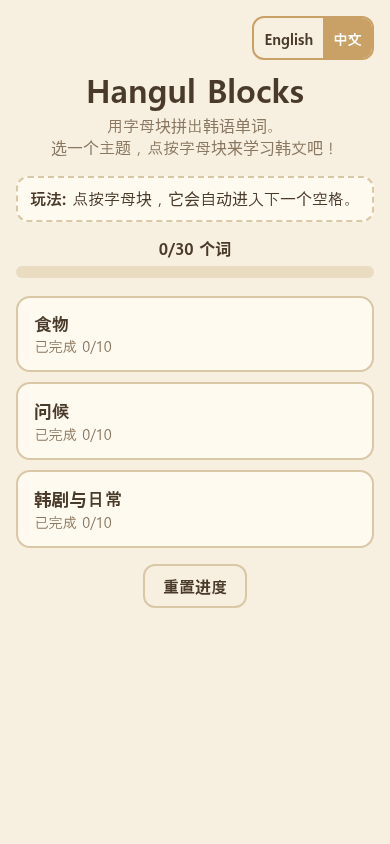 English
中文
Hangul Blocks
用字母块拼出韩语单词。
选一个主题，点按字母块来学习韩文吧！
玩法: 点按字母块，它会自动进入下一个空格。
0/30 个词
食物
已完成 0/10
问候
已完成 0/10
韩剧与日常
已完成 0/10
重置进度